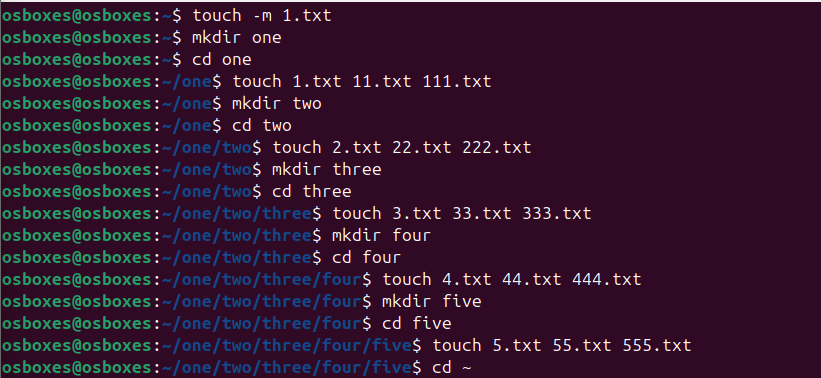 osboxes@osboxes:~$ touch -m 1.txt
osboxes@osboxes:~$ mkdir one
osboxes@osboxes:~$ cd one
osboxes@osboxes:~/one$ touch 1.txt 11.txt 111.txt
osboxes@osboxes:~/one$ mkdir two
osboxes@osboxes:~/one$ cd two
osboxes@osboxes:~/one/two$ touch 2.txt 22.txt 222.txt
osboxes@osboxes:~/one/two$ mkdir three
osboxes@osboxes:~/one/two$ cd three
osboxes@osboxes:~/one/two/three$ touch 3.txt 33.txt 333.txt
osboxes@osboxes:~/one/two/three$ mkdir four
osboxes@osboxes:~/one/two/three$ cd four
osboxes@osboxes:~/one/two/three/four$ touch 4.txt 44.txt 444.txt
osboxes@osboxes:~/one/two/three/four$ mkdir five
osboxes@osboxes:~/one/two/three/four$ cd five
osboxes@osboxes:~/one/two/three/four/five$ touch 5.txt 55.txt 555.txt
osboxes@osboxes:~/one/two/three/four/five$ cd ~